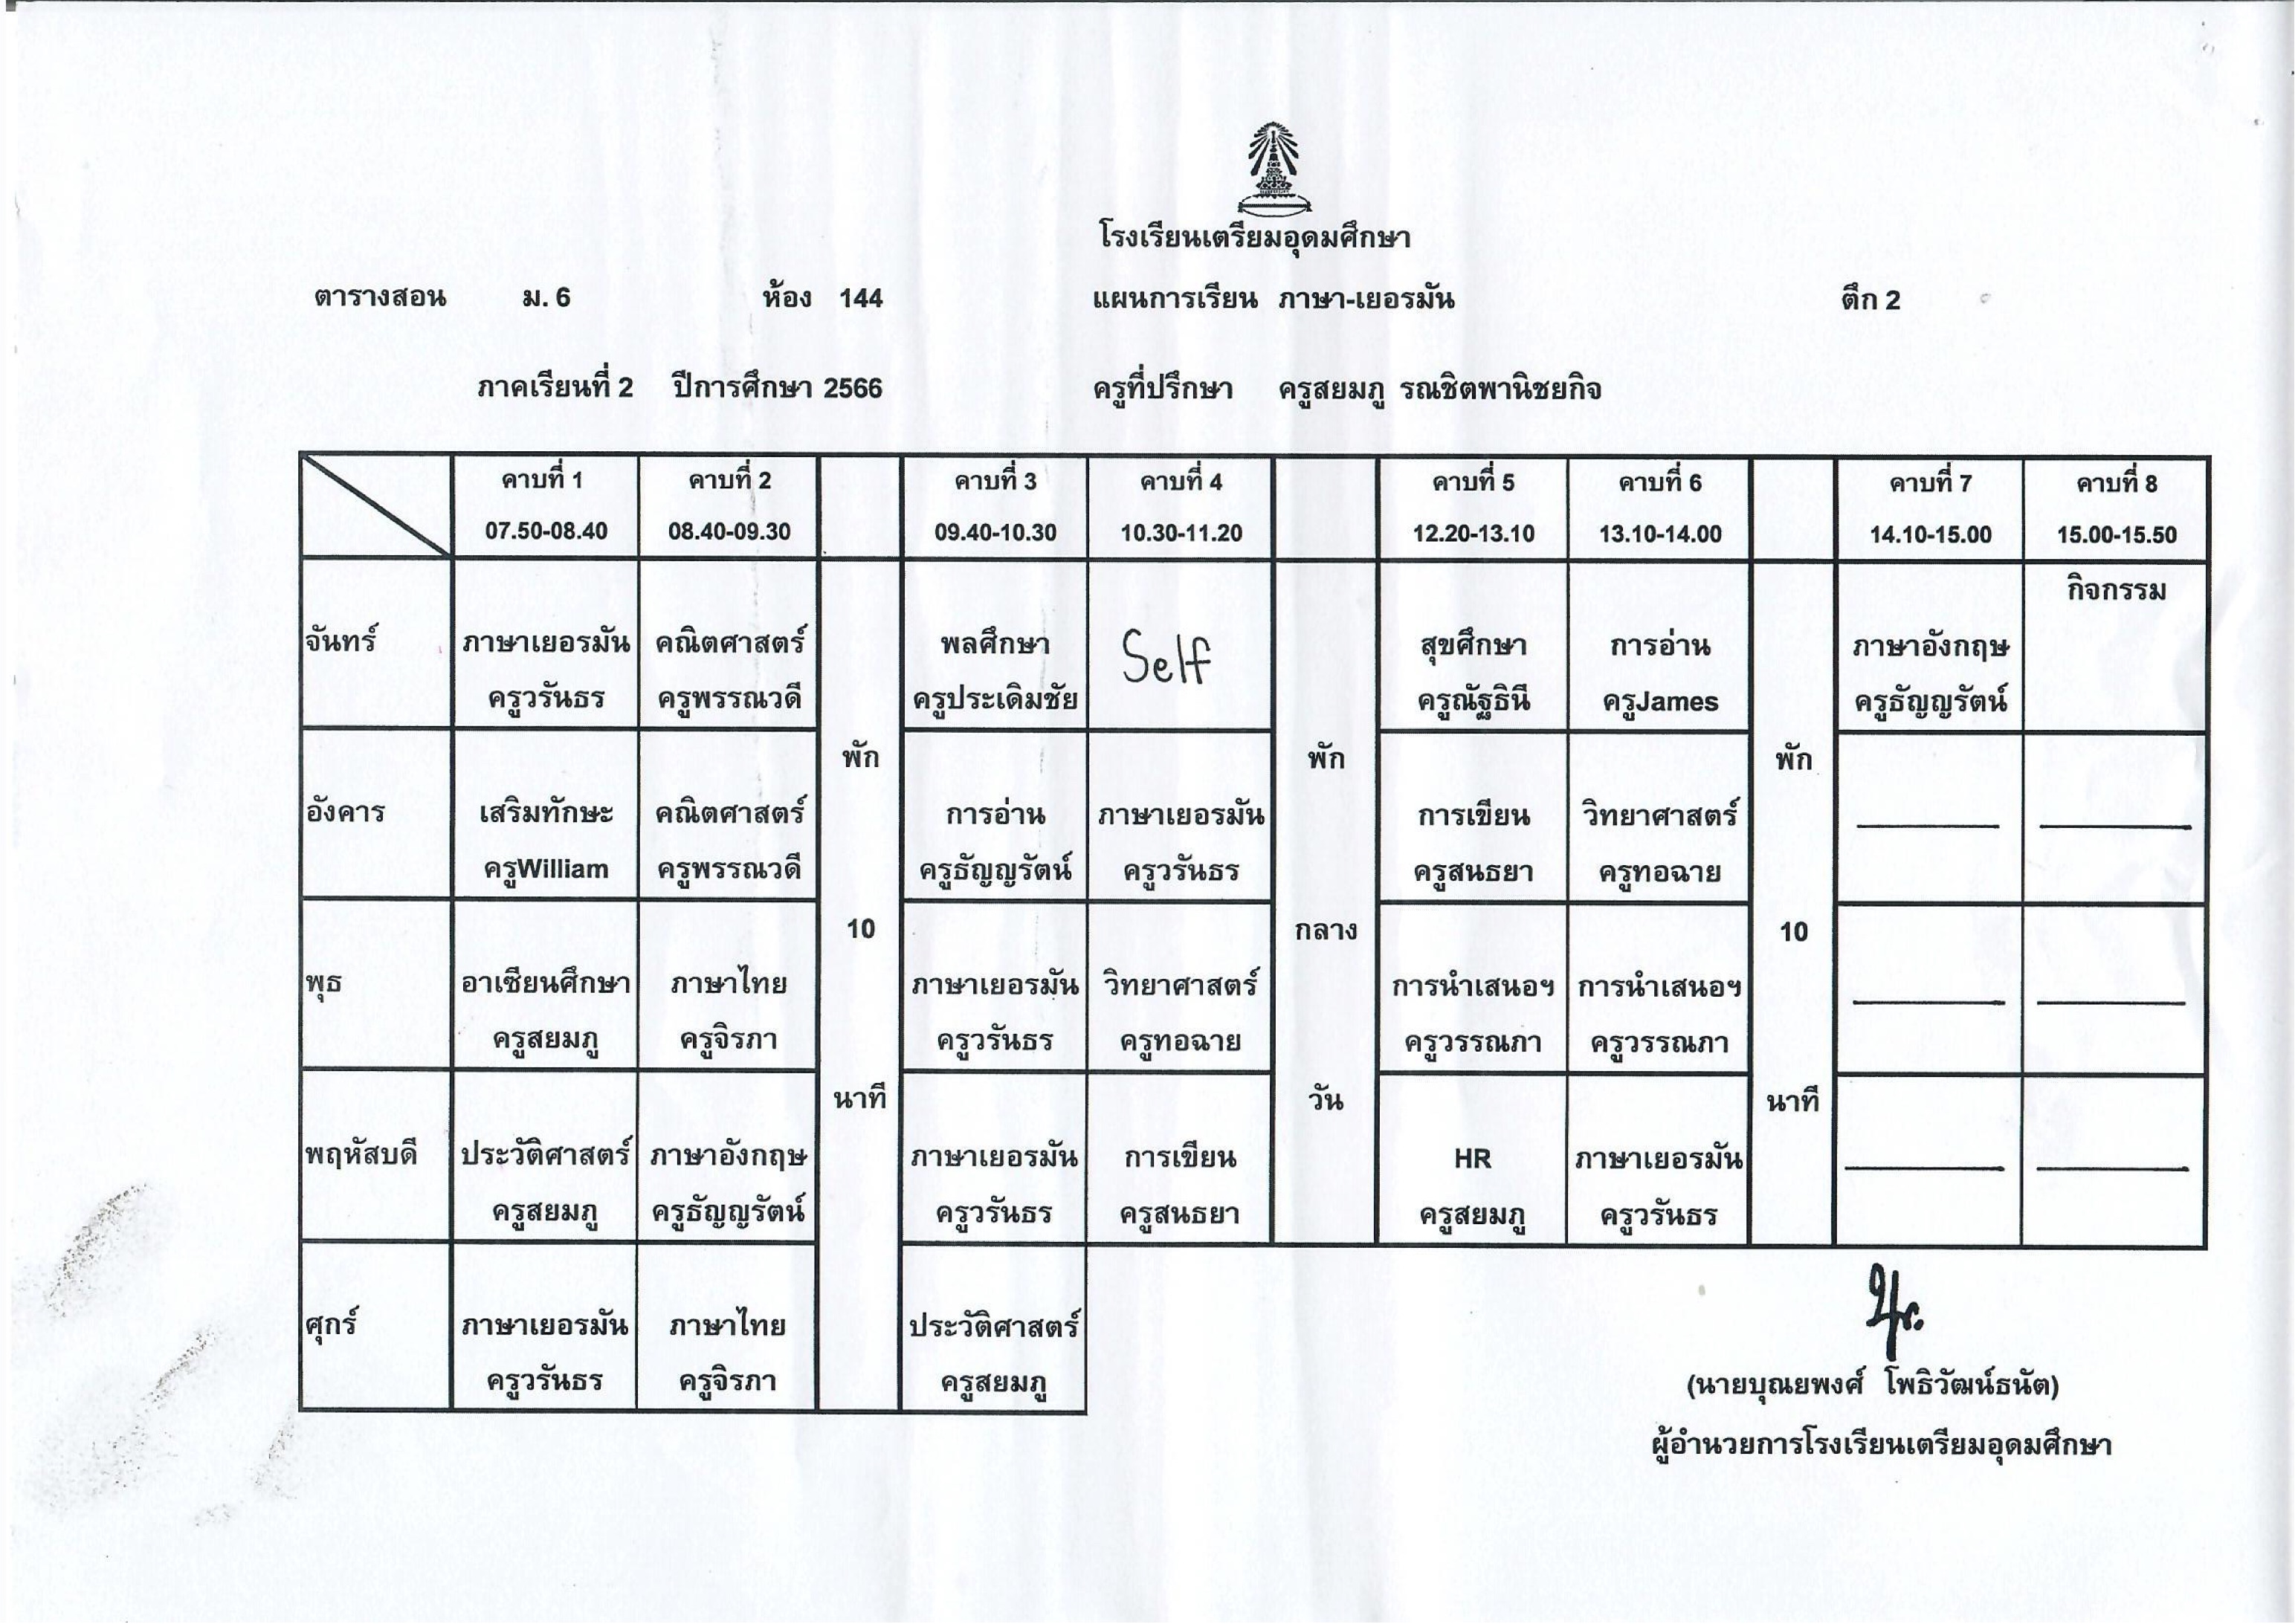 โรงเรียนเตรียมอุดมศึกษา
ตารางสอน ม. 6 ห้อง 144 แผนการเรียน ภาษา-เยอรมัน ตึก 2
ภาคเรียนที่ 2 ปีการศึกษา 2566 ครูที่ปรึกษา ครูสยมภู รณชิตพานิชยกิจ
คาบที่ 1 คาบที่ 2 คาบที่ 3 คาบที่ 4 คาบที่ 5 คาบที่ 6 คาบที่ 7 คาบที่ 8
07.50-08.40 08.40-09.30 09.40-10.30 10.30-11.20 12.20-13.10 13.10-14.00 14.10-15.00 15.00-15.50
กิจกรรม
จันทร์ ภาษาเยอรมัน คณิตศาสตร์ พลศึกษา Self สุขศึกษา การอ่าน ภาษาอังกฤษ
ครูวรันธร ครูพรรณวดี ครูประเดิมชัย ครูณัฐธินี ครูJames ครูธัญญรัตน์
พัก พัก พัก
อังคาร เสริมทักษะ คณิตศาสตร์ การอ่าน ภาษาเยอรมัน การเขียน วิทยาศาสตร์
ครูWilliam ครูพรรณวดี ครูธัญญรัตน์ ครูวรันธร ครูสนธยา ครูทอฉาย
10 กลาง 10
พุธ อาเซียนศึกษา ภาษาไทย ภาษาเยอรมัน วิทยาศาสตร์ การนำเสนอฯ การนำเสนอฯ
ครูสยมภู ครูจิรภา ครูวรันธร ครูทอฉาย ครูวรรณภา ครูวรรณภา
นาที วัน นาที
พฤหัสบดี ประวัติศาสตร์ ภาษาอังกฤษ ภาษาเยอรมัน การเขียน HR ภาษาเยอรมัน
ครูสยมภู ครูธัญญรัตน์ ครูวรันธร ครูสนธยา ครูสยมภู ครูวรันธร
ศุกร์ ภาษาเยอรมัน ภาษาไทย ประวัติศาสตร์
ครูวรันธร ครูจิรภา ครูสยมภู
(นายบุณยพงศ์ โพธิวัฒน์ธนัต)
ผู้อำนวยการโรงเรียนเตรียมอุดมศึกษา